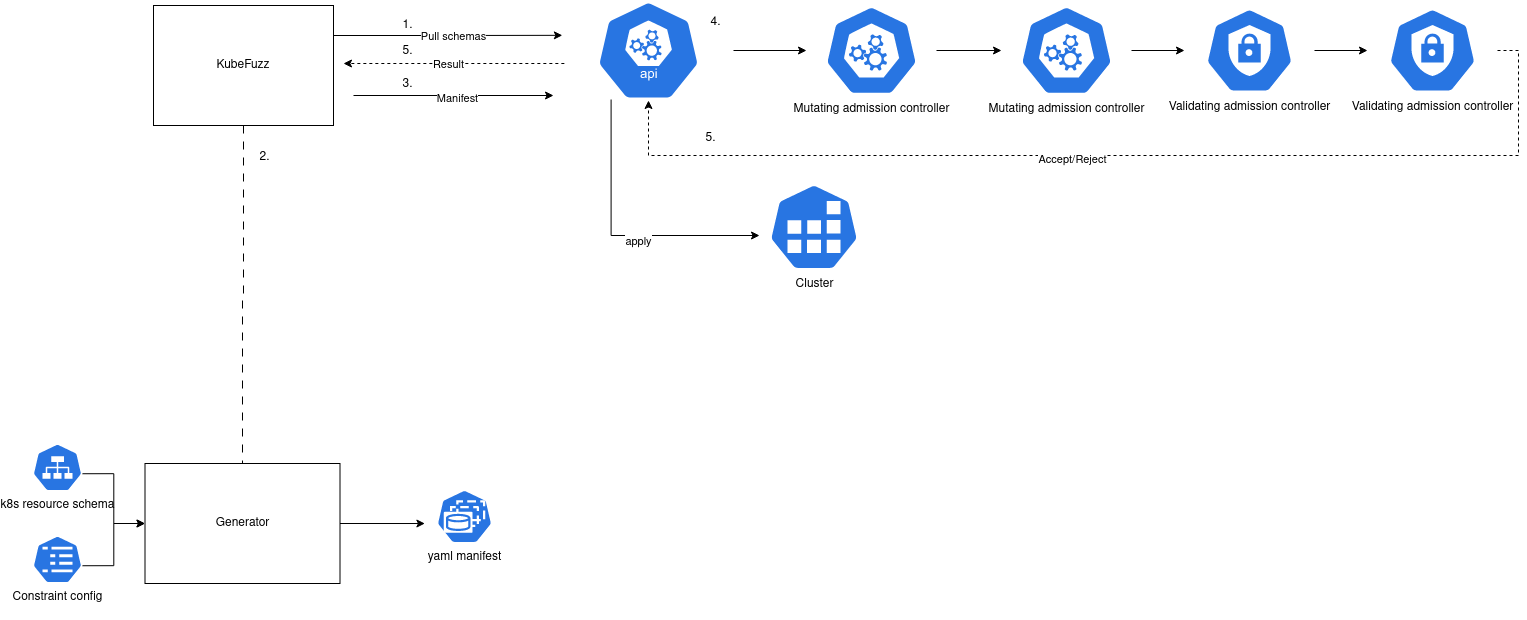 1.
Pull schemas
5.
Result
3.
Manifest
KubeFuzz
api
4.
Mutating admission controller
Mutating admission controller
Validating admission controller
Validating admission controller
5.
Accept/Reject
2.
apply
Cluster
k8s resource schema
Generator
yaml manifest
Constraint config